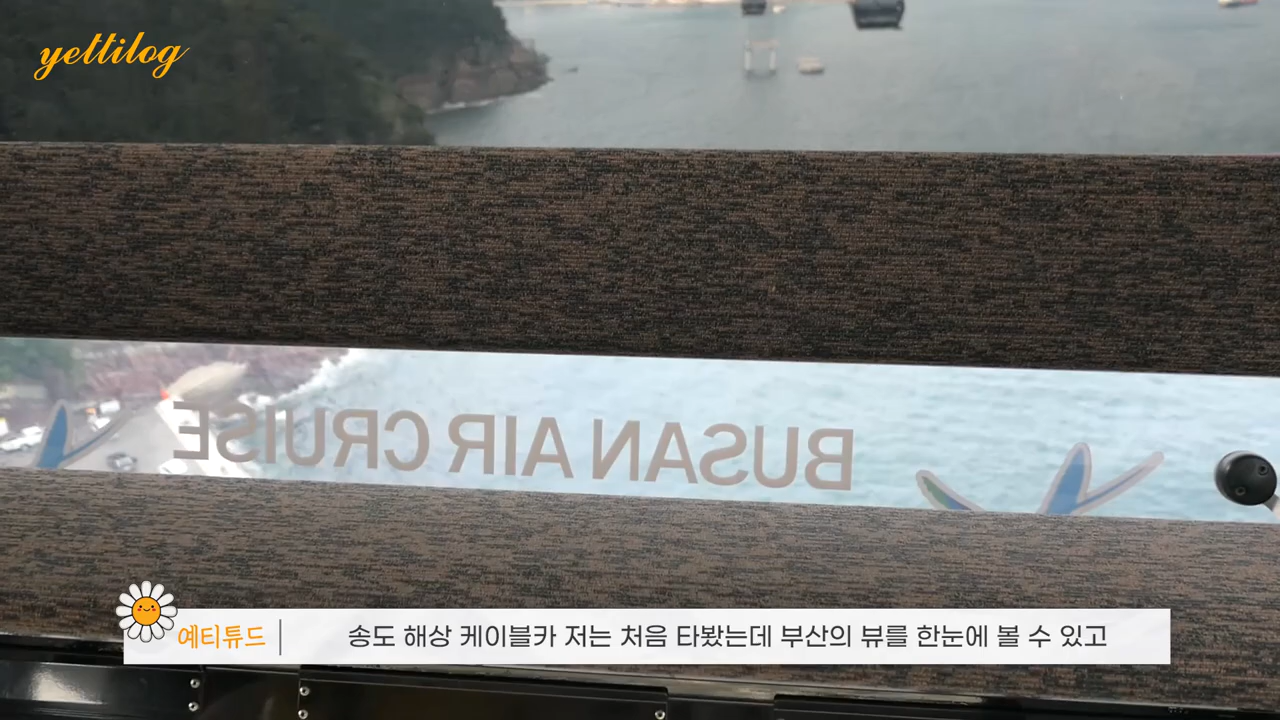 yettilog
BUSAN AIR CRUISE
예티튜드
송도 해상 케이블카 저는 처음 타봤는데 부산의 뷰를 한눈에 볼 수 있고